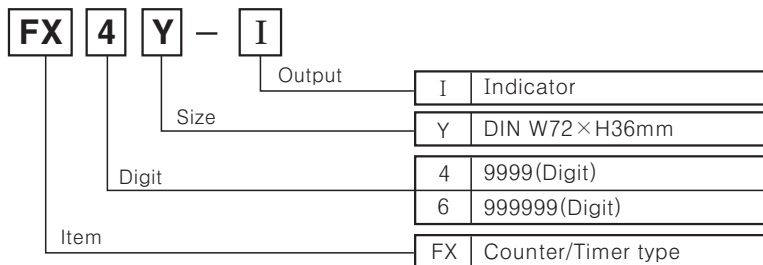 FX 4 Y - I
Output
I Indicator
Size
Y DIN W72×H36mm
Digit
4 9999(Digit)
6 999999(Digit)
Item
FX Counter/Timer type